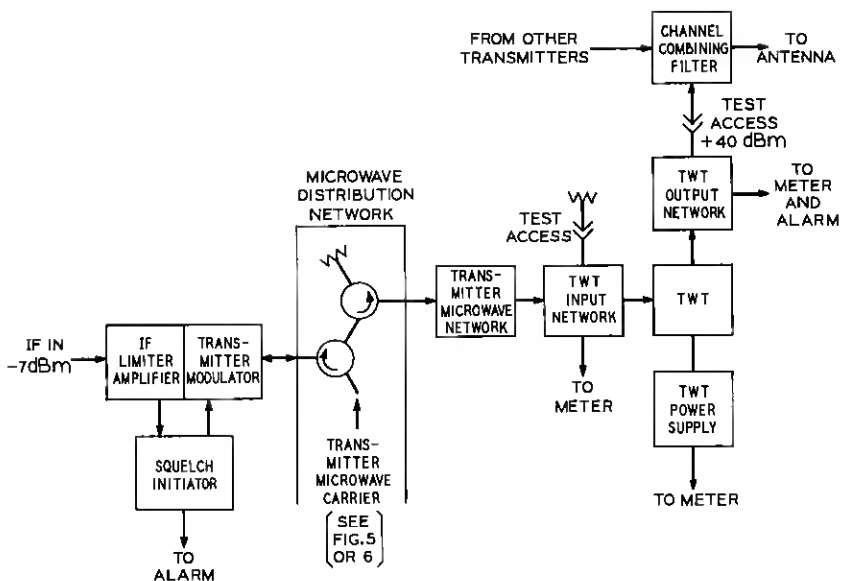 FROM OTHER
TRANSMITTERS
CHANNEL
COMBINING
FILTER
TO
ANTENNA
TEST
ACCESS
+40 dBm
TWT
OUTPUT
NETWORK
TO
METER
AND
ALARM
MICROWAVE
DISTRIBUTION
NETWORK
TEST
ACCESS
TRANS-
MITTER
MICROWAVE
NETWORK
TWT
INPUT
NETWORK
TWT
IF IN
-7dBm
IF
LIMITER
AMPLIFIER
TRANS-
MITTER
MODULATOR
TO
METER
TWT
POWER
SUPPLY
SQUELCH
INITIATOR
TRANS-
MITTER
MICROWAVE
CARRIER
(SEE
FIG.5
OR 6)
TO METER
TO
ALARM